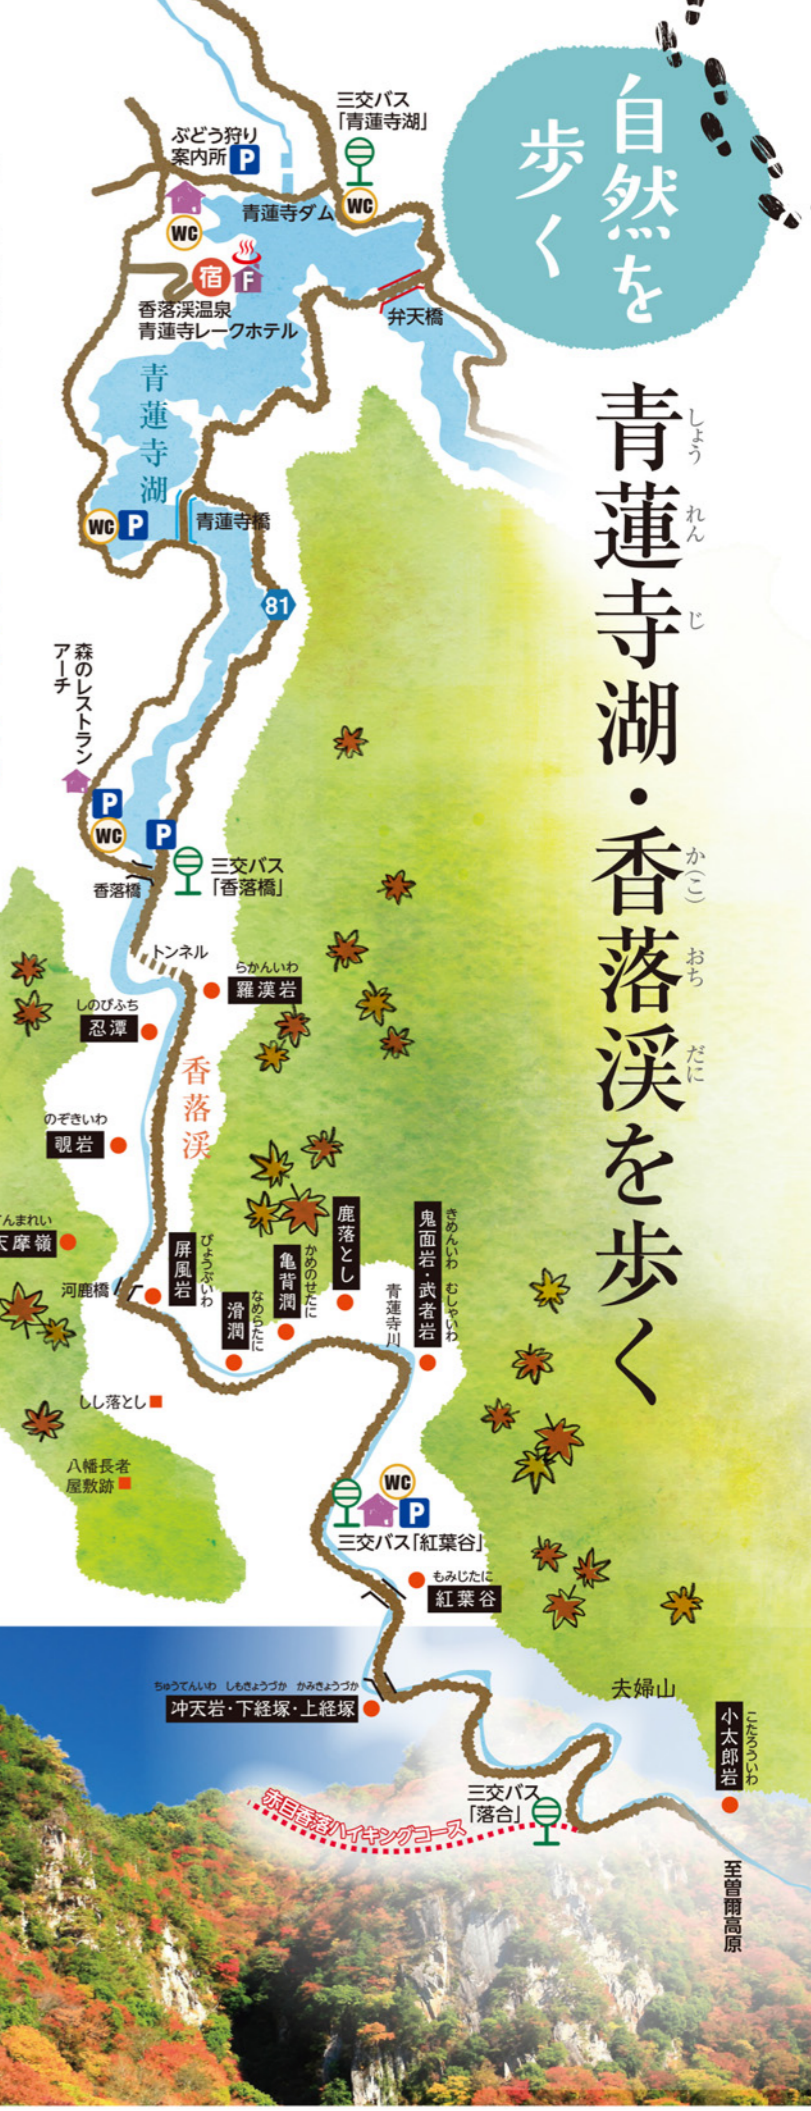 自然を
歩く
青蓮寺湖・香落渓を歩く
しょう れん じ か(こ) おち だに
三交バス
「青蓮寺湖」
ぶどう狩り
案内所
P
WC
青蓮寺ダム
WC
宿
F
香落渓温泉
青蓮寺レークホテル
弁天橋
青蓮寺湖
WC
P
青蓮寺橋
81
森のレストラン
アーチ
P
WC
P
三交バス
「香落橋」
香落橋
トンネル
らかんいわ
羅漢岩
しのびふち
忍潭
香落渓
のぞきいわ
覗岩
んまれい
天摩嶺
河鹿橋
屏風岩
びょうぶいわ
滑潤
なめらたに
亀背潤
かめのせたに
鹿落とし
青蓮寺川
鬼面岩・武者岩
きめんいわ むしゃいわ
しし落とし
八幡長者
屋敷跡
WC
P
三交バス「紅葉谷」
もみじたに
紅葉谷
ちゅうてんいわ しもきょうづか かみきょうづか
冲天岩・下経塚・上経塚
夫婦山
小太郎岩
こたろういわ
三交バス
「落合」
赤目香落ハイキングコース
至曽爾高原